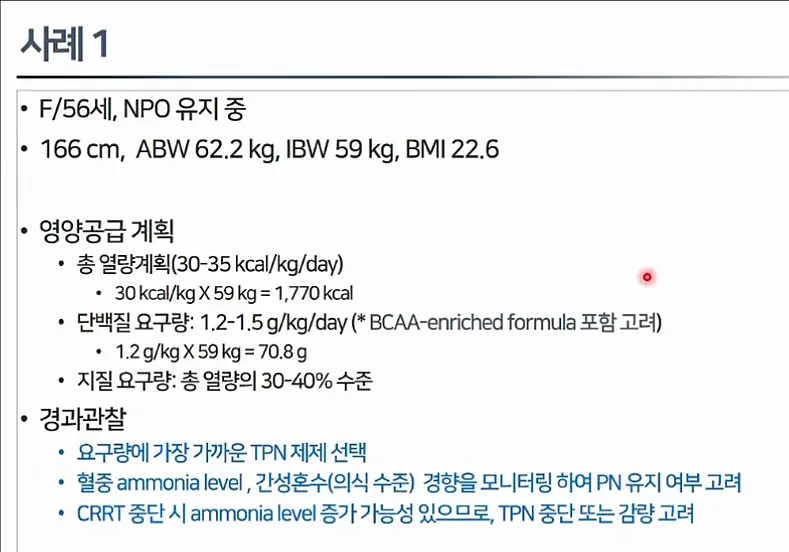 사례 1
• F/56세, NPO 유지 중
• 166 cm, ABW 62.2 kg, IBW 59 kg, BMI 22.6
• 영양공급 계획
• 총 열량계획(30-35 kcal/kg/day)
• 30 kcal/kg X 59 kg = 1,770 kcal
• 단백질 요구량: 1.2-1.5 g/kg/day (* BCAA-enriched formula 포함 고려)
• 1.2 g/kg X 59 kg = 70.8 g
• 지질 요구량: 총 열량의 30-40% 수준
• 경과관찰
• 요구량에 가장 가까운 TPN 제제 선택
• 혈중 ammonia level , 간성혼수(의식 수준) 경향을 모니터링 하여 PN 유지 여부 고려
• CRRT 중단 시 ammonia level 증가 가능성 있으므로, TPN 중단 또는 감량 고려